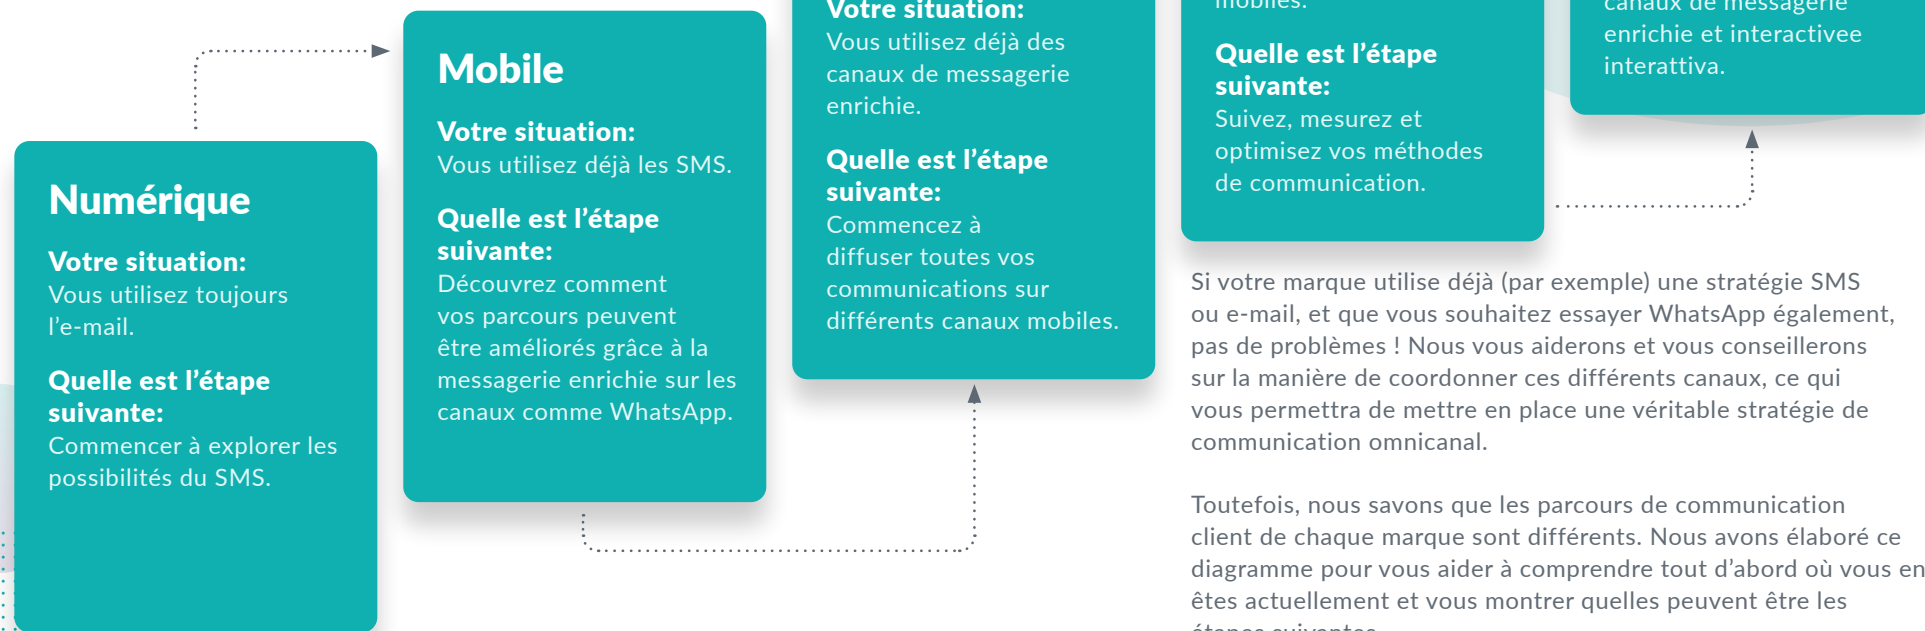 Numérique
Votre situation:
Vous utilisez toujours
l’e-mail.
Quelle est l’étape
suivante:
Commencer à explorer les
possibilités du SMS.
Mobile
Votre situation:
Vous utilisez déjà les SMS.
Quelle est l’étape
suivante:
Découvrez comment
vos parcours peuvent
être améliorés grâce à la
messagerie enrichie sur les
canaux comme WhatsApp.
Votre situation:
Vous utilisez déjà des
canaux de messagerie
enrichie.
Quelle est l’étape
suivante:
Commencez à
diffuser toutes vos
communications sur
différents canaux mobiles.
mobiles.
Quelle est l’étape
suivante:
Suivez, mesurez et
optimisez vos méthodes
de communication.
canaux de messagerie
enrichie et interactivee
interattiva.
Si votre marque utilise déjà (par exemple) une stratégie SMS
ou e-mail, et que vous souhaitez essayer WhatsApp également,
pas de problèmes ! Nous vous aiderons et vous conseillerons
sur la manière de coordonner ces différents canaux, ce qui
vous permettra de mettre en place une véritable stratégie de
communication omnicanal.
Toutefois, nous savons que les parcours de communication
client de chaque marque sont différents. Nous avons élaboré ce
diagramme pour vous aider à comprendre tout d’abord où vous en
êtes actuellement et vous montrer quelles peuvent être les
étapes suivantes.